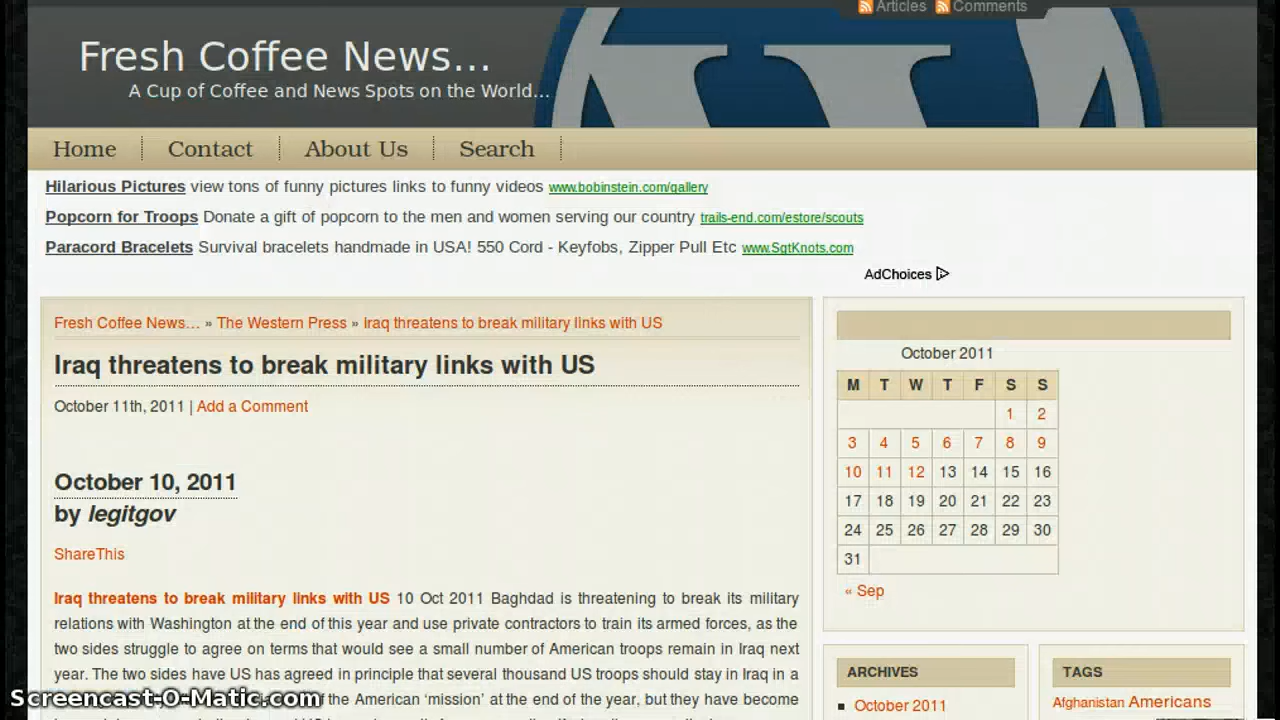 Articles Comments
Fresh Coffee News...
A Cup of Coffee and News Spots on the World...
Home Contact About Us Search
Hilarious Pictures view tons of funny pictures links to funny videos www.bobinstein.com/gallery
Popcorn for Troops Donate a gift of popcorn to the men and women serving our country trails-end.com/estore/scouts
Paracord Bracelets Survival bracelets handmade in USA! 550 Cord - Keyfobs, Zipper Pull Etc www.SgtKnots.com
AdChoices
Fresh Coffee News... » The Western Press » Iraq threatens to break military links with US
Iraq threatens to break military links with US
October 11th, 2011 | Add a Comment
October 10, 2011
by legitgov
ShareThis
Iraq threatens to break military links with US 10 Oct 2011 Baghdad is threatening to break its military
relations with Washington at the end of this year and use private contractors to train its armed forces, as the
two sides struggle to agree on terms that would see a small number of American troops remain in Iraq next
year. The two sides have US has agreed in principle that several thousand US troops should stay in Iraq in a
of the American ‘mission’ at the end of the year, but they have become
October 2011
M T W T F S S
1 2
3 4 5 6 7 8 9
10 11 12 13 14 15 16
17 18 19 20 21 22 23
24 25 26 27 28 29 30
31
« Sep
ARCHIVES
October 2011
TAGS
Afghanistan Americans
Screencast-O-Matic.com